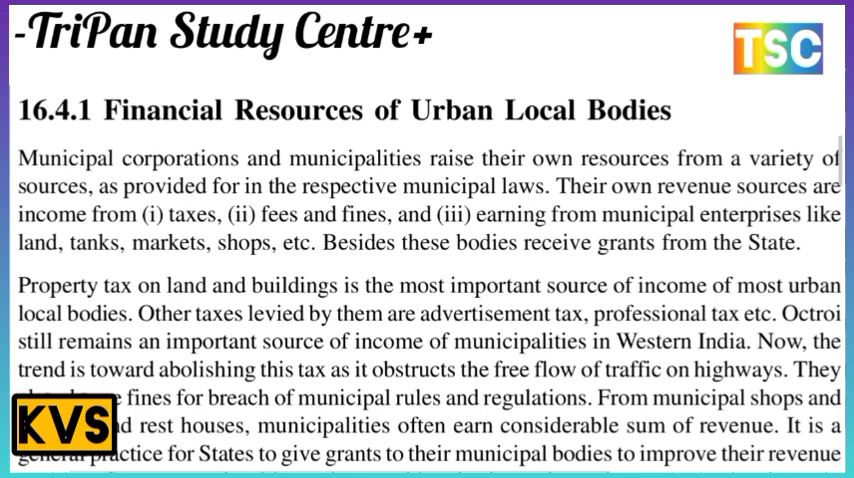 -TriPan Study Centre+
TSC
16.4.1 Financial Resources of Urban Local Bodies
Municipal corporations and municipalities raise their own resources from a variety of
sources, as provided for in the respective municipal laws. Their own revenue sources are
income from (i) taxes, (ii) fees and fines, and (iii) earning from municipal enterprises like
land, tanks, markets, shops, etc. Besides these bodies receive grants from the State.
Property tax on land and buildings is the most important source of income of most urban
local bodies. Other taxes levied by them are advertisement tax, professional tax etc. Octroi
still remains an important source of income of municipalities in Western India. Now, the
trend is toward abolishing this tax as it obstructs the free flow of traffic on highways. They
fines for breach of municipal rules and regulations. From municipal shops and
KVS
rest houses, municipalities often earn considerable sum of revenue. It is a
general practice for States to give grants to their municipal bodies to improve their revenue